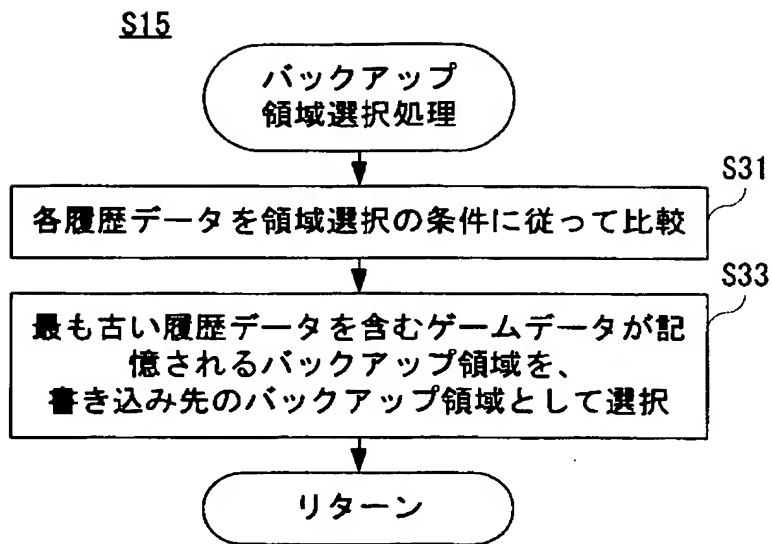 S15
バックアップ
領域選択処理
S31
各履歴データを領域選択の条件に従って比較
S33
最も古い履歴データを含むゲームデータが記
憶されるバックアップ領域を、
書き込み先のバックアップ領域として選択
リターン